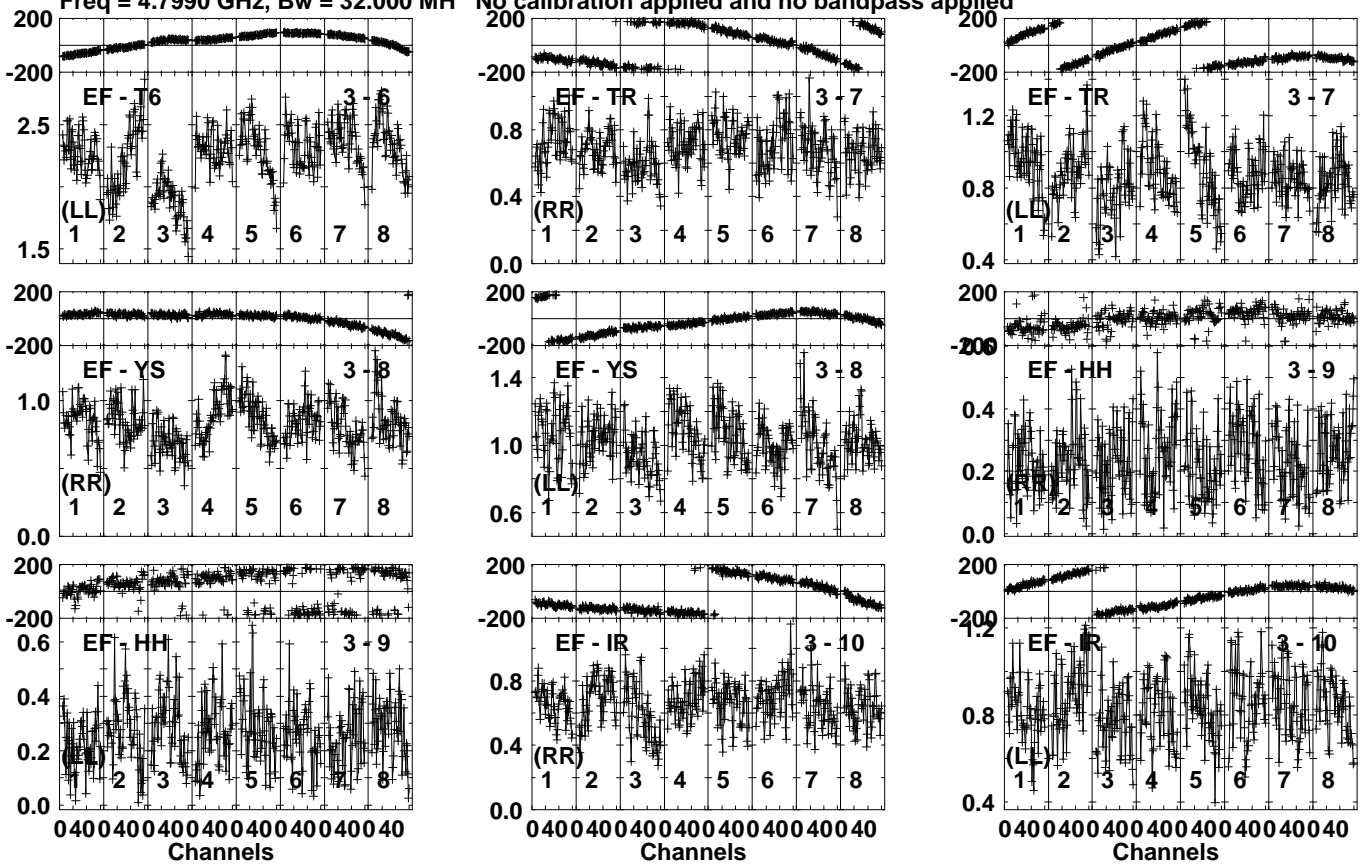 Freq = 4.7990 GHz, Bw = 32.000 MH No calibration applied and no bandpass applied
200 200 200
-200 -200 -200
EF - T6 3 - 6 EF - TR 3 - 7 EF - TR 3 - 7
2.5 0.8 1.2
0.4 0.8
(LL) (RR) (LL)
1 2 3 4 5 6 7 8 1 2 3 4 5 6 7 8 1 2 3 4 5 6 7 8
1.5 0.0 0.4
200 200 200
-200 -200 -200 0.6
EF - YS 3 - 8 EF - YS 3 - 8 EF - HH 3 - 9
1.0 1.4 0.4
1.0 0.2
(RR) (LL) (RR)
1 2 3 4 5 6 7 8 1 2 3 4 5 6 7 8 1 2 3 4 5 6 7 8
0.0 0.6 0.0
200 200 200
-200 -200 -200
1.2
EF - HH 3 - 9 EF - IR 3 - 10 EF - IR 3 - 10
0.6 0.8
0.4 0.8
0.2 0.4
(LL) (RR) (LL)
1 2 3 4 5 6 7 8 1 2 3 4 5 6 7 8 1 2 3 4 5 6 7 8
0.0 0.0 0.4
0 40 0 40 0 40 0 40 0 40 0 40 0 40 0 40 0 40 0 40 0 40 0 40 0 40 0 40 0 40 0 40 0 40 0 40 0 40 0 40 0 40 0 40 0 40 0 40
Channels Channels Channels